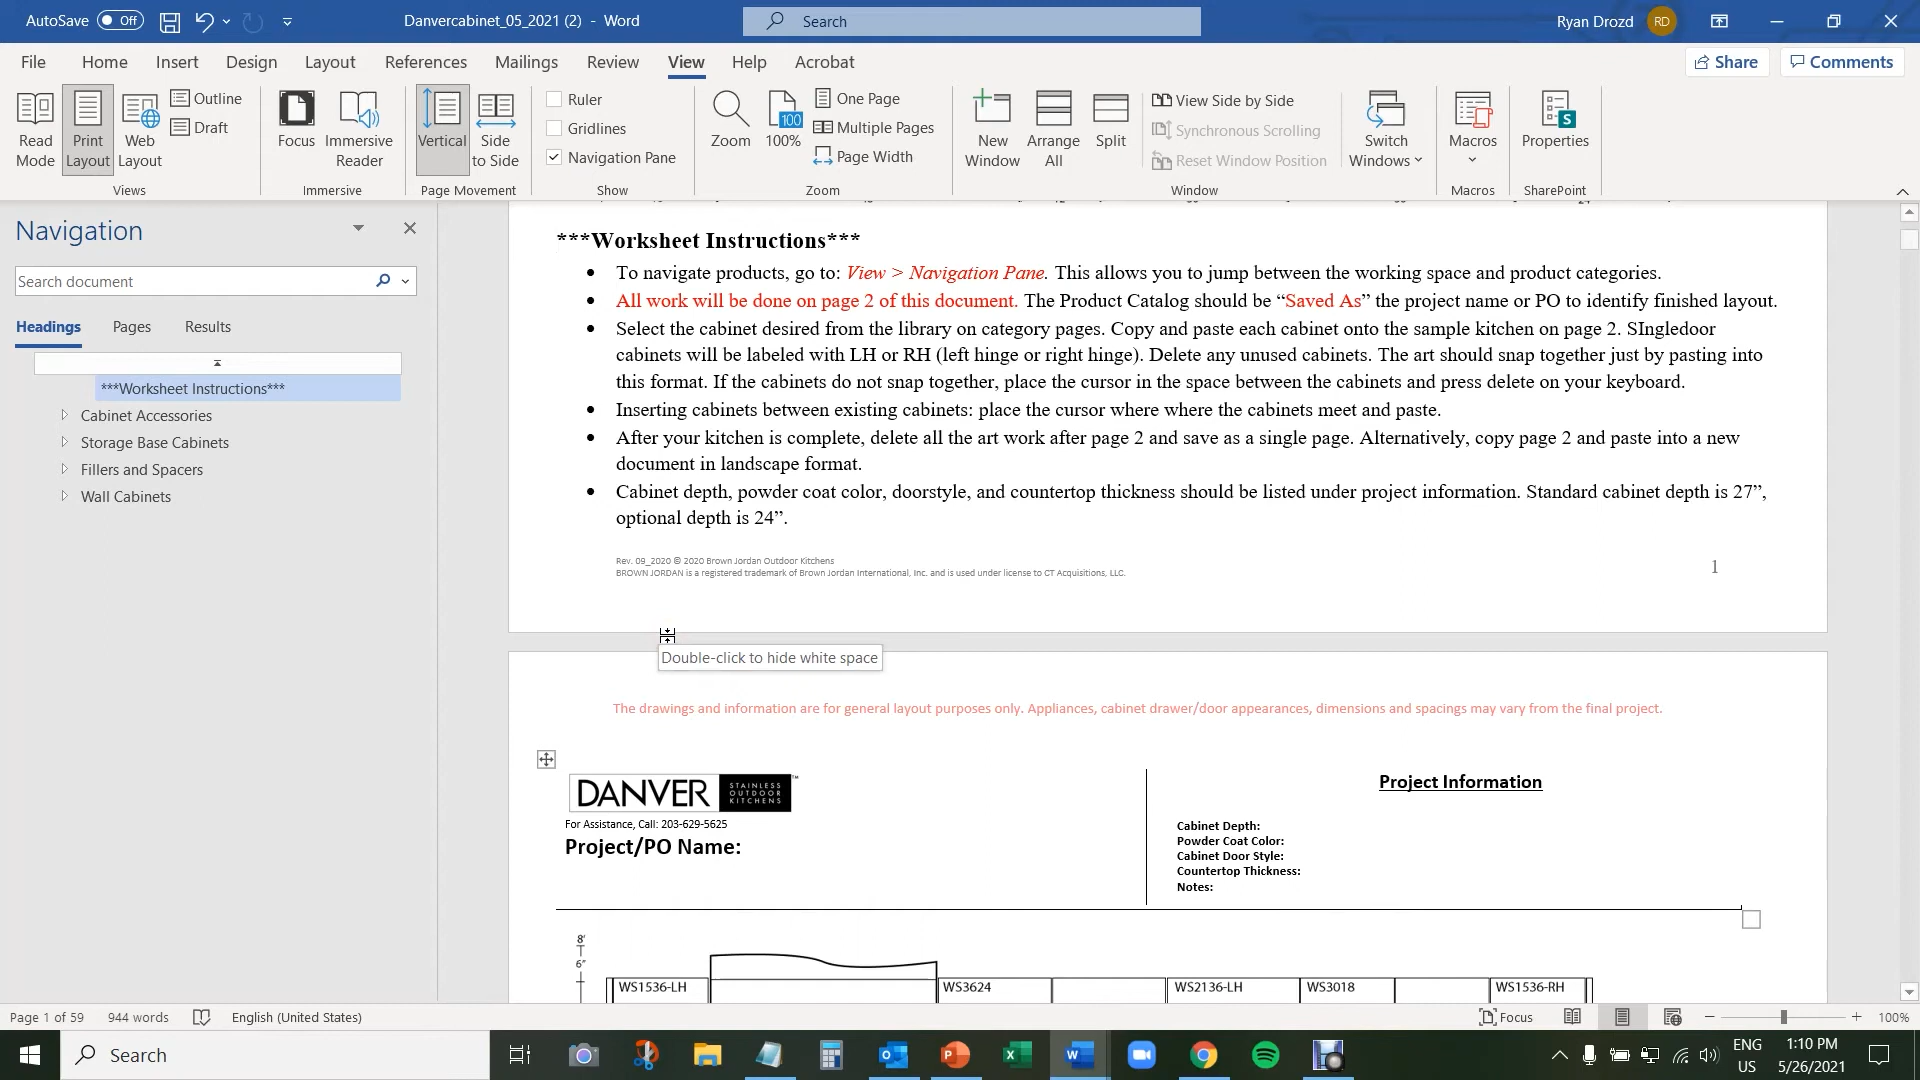 AutoSave Off Danvercabinet_05_2021 (2) - Word Search Ryan Drozd RD
File Home Insert Design Layout References Mailings Review View Help Acrobat Share Comments
Read Mode
Print Layout
Web Layout
Outline
Draft
Views
Focus
Immersive Reader
Immersive
Vertical
Side to Side
Page Movement
Ruler
Gridlines
Navigation Pane
Show
Zoom
100
100%
One Page
Multiple Pages
Page Width
Zoom
New Window
Arrange All
Split
View Side by Side
Synchronous Scrolling
Reset Window Position
Switch Windows
Window
Macros
Macros
Properties
SharePoint
Navigation
Search document
Headings Pages Results
***Worksheet Instructions***
Cabinet Accessories
Storage Base Cabinets
Fillers and Spacers
Wall Cabinets
***Worksheet Instructions***
• To navigate products, go to: View > Navigation Pane. This allows you to jump between the working space and product categories.
• All work will be done on page 2 of this document. The Product Catalog should be “Saved As” the project name or PO to identify finished layout.
• Select the cabinet desired from the library on category pages. Copy and paste each cabinet onto the sample kitchen on page 2. SIngledoor
cabinets will be labeled with LH or RH (left hinge or right hinge). Delete any unused cabinets. The art should snap together just by pasting into
this format. If the cabinets do not snap together, place the cursor in the space between the cabinets and press delete on your keyboard.
• Inserting cabinets between existing cabinets: place the cursor where where the cabinets meet and paste.
• After your kitchen is complete, delete all the art work after page 2 and save as a single page. Alternatively, copy page 2 and paste into a new
document in landscape format.
• Cabinet depth, powder coat color, doorstyle, and countertop thickness should be listed under project information. Standard cabinet depth is 27”,
optional depth is 24”.
Rev. 09_2020 © 2020 Brown Jordan Outdoor Kitchens
BROWN JORDAN is a registered trademark of Brown Jordan International, Inc. and is used under license to CT Acquisitions, LLC.
1
Double-click to hide white space
The drawings and information are for general layout purposes only. Appliances, cabinet drawer/door appearances, dimensions and spacings may vary from the final project.
DANVER STAINLESS OUTDOOR KITCHENS ™
For Assistance, Call: 203-629-5625
Project/PO Name:
Project Information
Cabinet Depth:
Powder Coat Color:
Cabinet Door Style:
Countertop Thickness:
Notes:
8'
6"
WS1536-LH WS3624 WS2136-LH WS3018 WS1536-RH
Page 1 of 59 944 words English (United States) Focus 100%
Search
ENG US
1:10 PM
5/26/2021